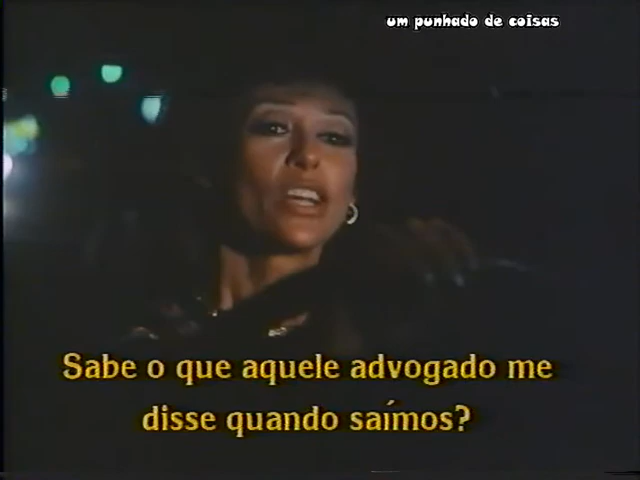 um punhado de coisas
Sabe o que aquele advogado me
disse quando saímos?